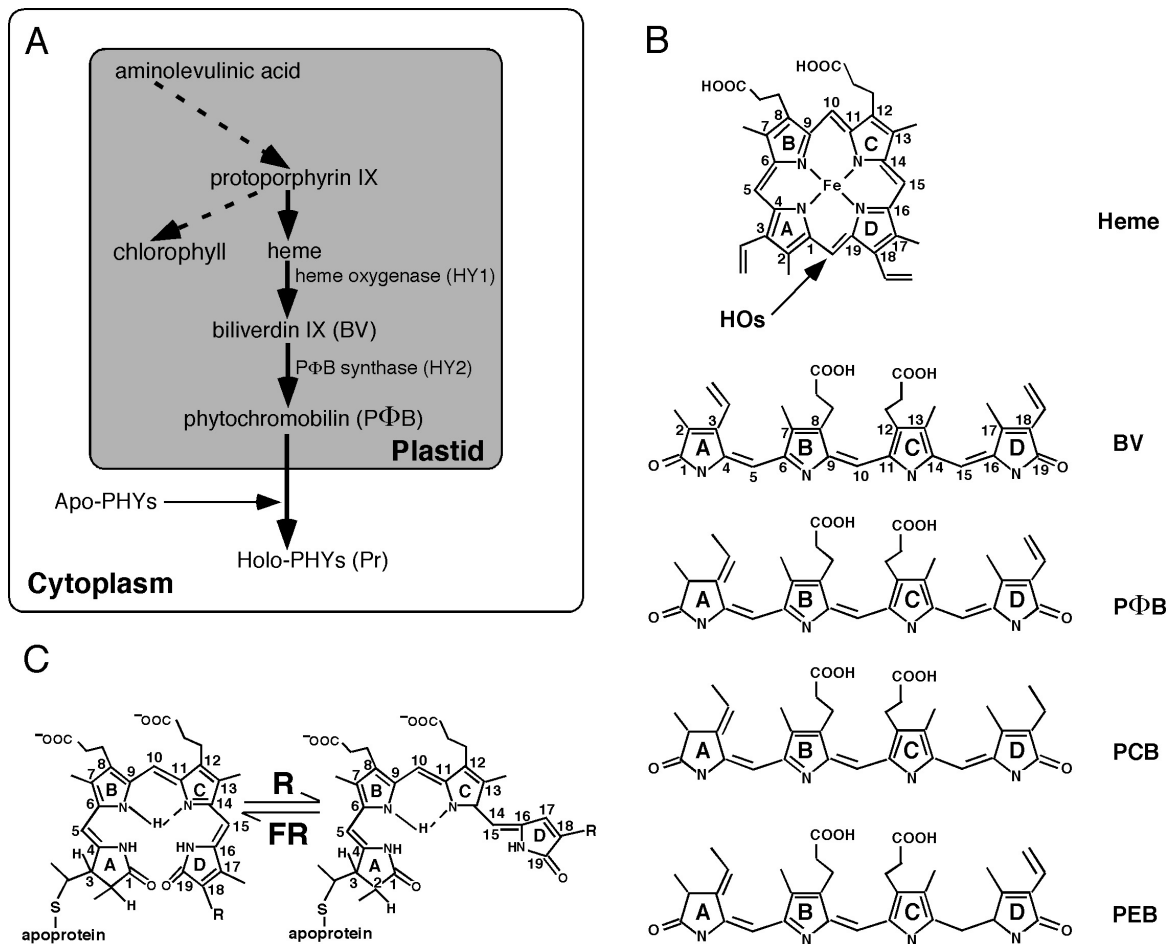 A
aminolevulinic acid
protoporphyrin IX
chlorophyll
heme
heme oxygenase (HY1)
biliverdin IX (BV)
PΦB synthase (HY2)
phytochromobilin (PΦB)
Plastid
Apo-PHYs
Holo-PHYs (Pr)
Cytoplasm
B
HOOC
HOOC
8 10 12
7 9 11 13
B C
6 N N 14
5 Fe 15
4 N N 16
3 A D 17
2 1 19 18
HOs
Heme
COOH COOH
2 3 7 8 12 13 17 18
A B C D
O 1 N 4 5 6 N 9 10 11 N 14 15 16 N 19 O
BV
COOH COOH
A B C D
O N N N N O
PΦB
COOH COOH
A B C D
O N N N N O
PCB
COOH COOH
A B C D
O N N N N O
PEB
C
−OOC
−OOC
8 9 10 11 12
7 B C 13
6 N H N 14
5 15
4 NH HN 16
H A D 17
3 1 19 18
H O O R
S
apoprotein
R
FR
−OOC
−OOC
8 9 10 11 12
7 B C 13
6 N H N 14
5 15 16 17
4 NH HN D 18 R
H A 19
3 2 1 O O
H
S
apoprotein